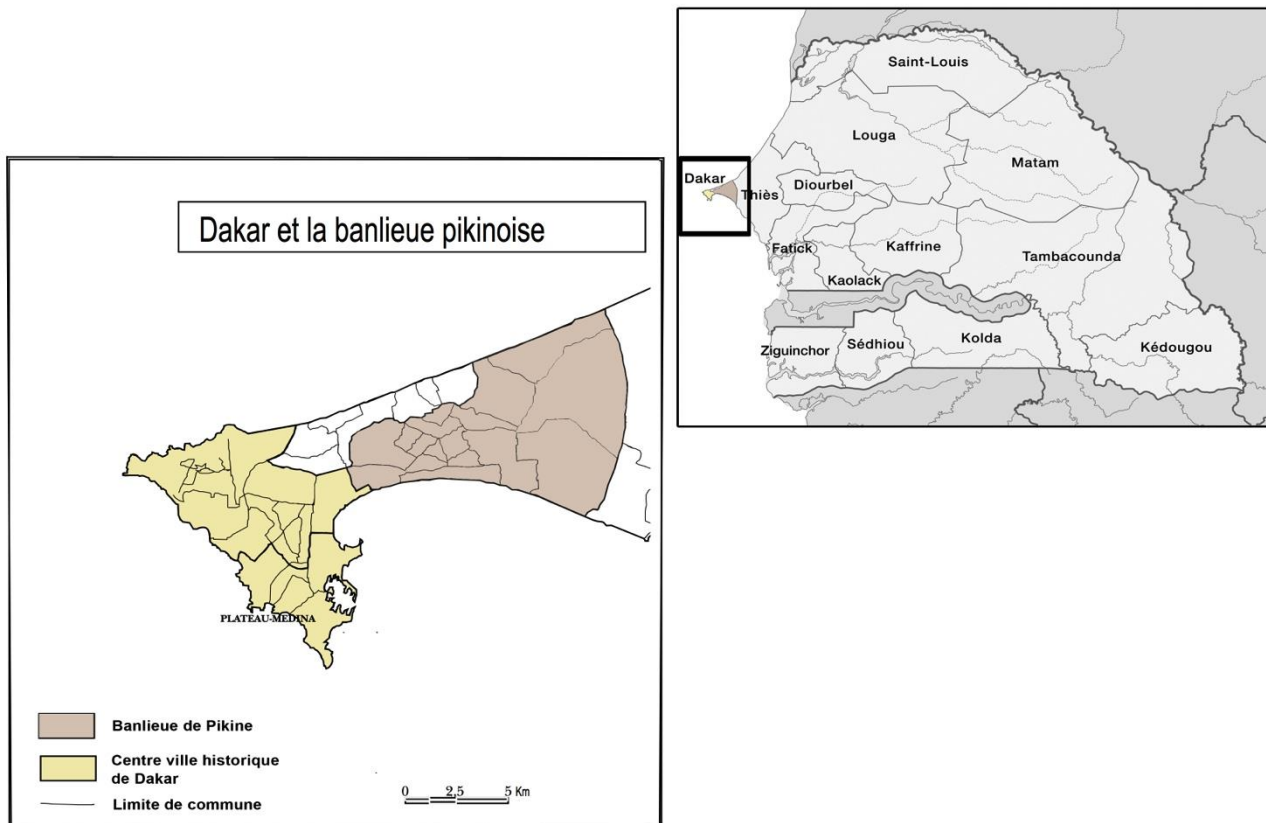 Dakar et la banlieue pikinoise
PLATEAU-MEDINA
Banlieue de Pikine
Centre ville historique
de Dakar
Limite de commune
0 2,5 5 Km
Saint-Louis
Louga
Matam
Dakar
Thiès
Diourbel
Fatick
Kaffrine
Tambacounda
Kaolack
Ziguinchor
Sédhiou
Kolda
Kédougou